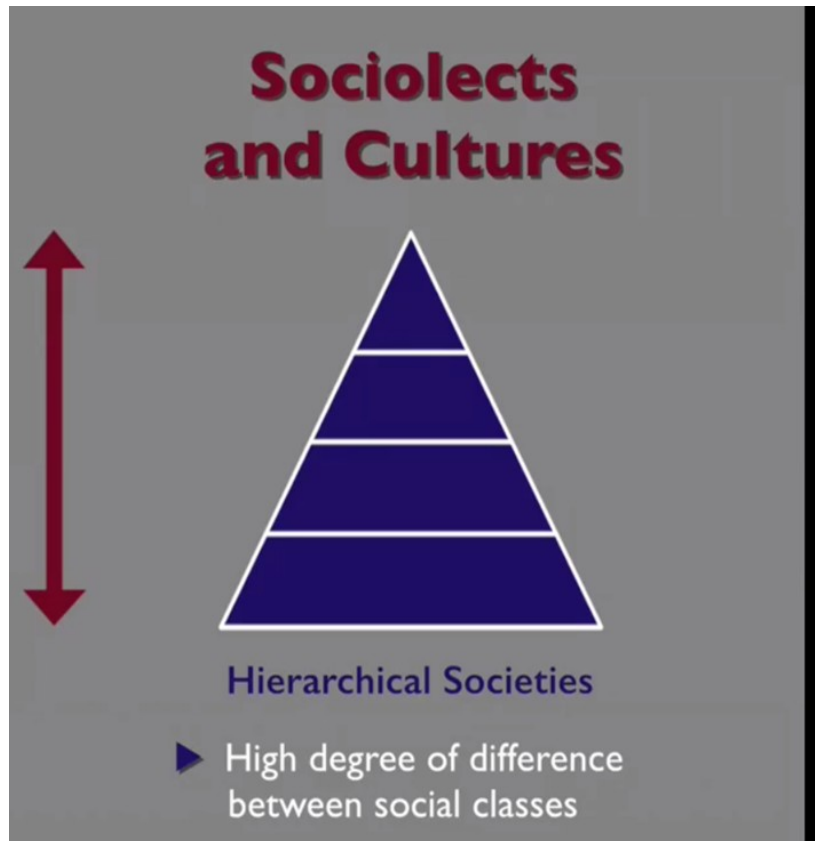 Sociolects
and Cultures
Hierarchical Societies
High degree of difference
between social classes